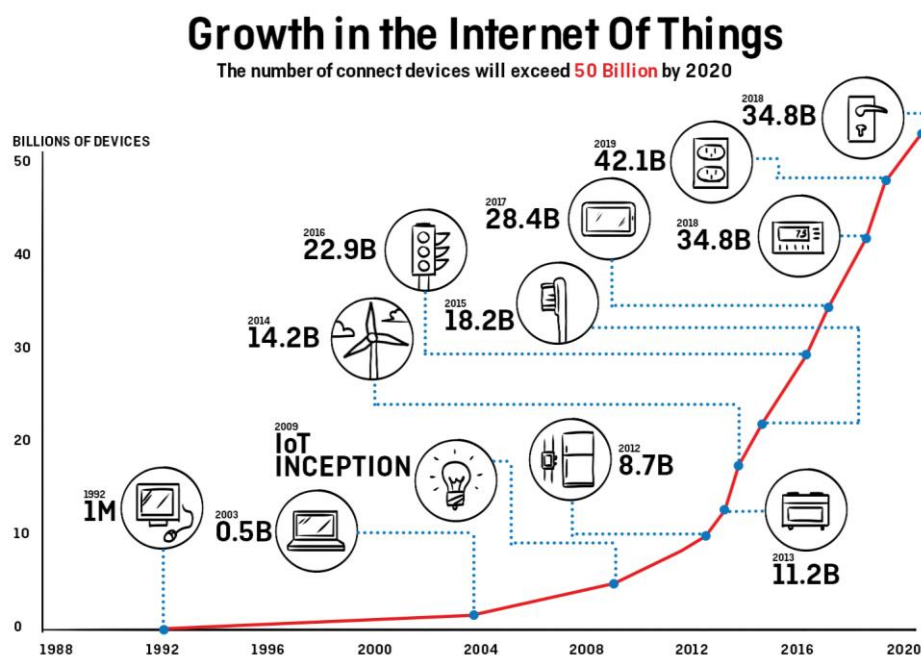 Growth in the Internet Of Things
The number of connect devices will exceed 50 Billion by 2020
BILLIONS OF DEVICES
50
40
30
20
10
0
1988
1992
1996
2000
2004
2008
2012
2016
2020
1992
1M
2003
0.5B
2009
IoT
INCEPTION
2012
8.7B
2013
11.2B
2014
14.2B
2015
18.2B
2016
22.9B
2017
28.4B
2018
34.8B
73
2019
42.1B
2018
34.8B